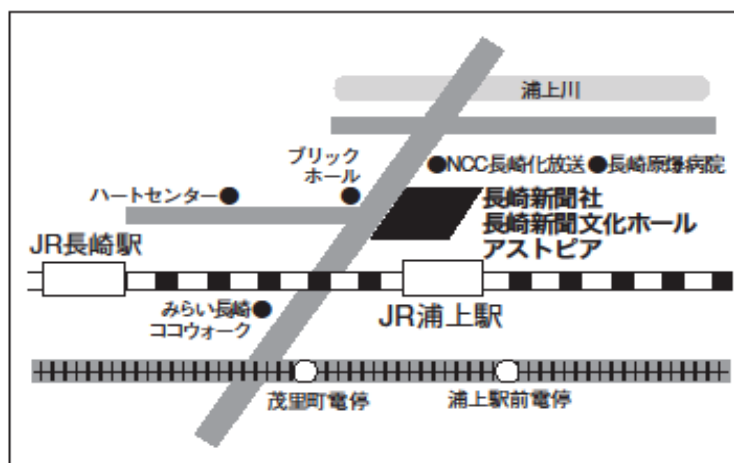 浦上川
ブリック
ホール
●NCC長崎化放送 ●長崎原爆病院
ハートセンター●
長崎新聞社
長崎新聞文化ホール
アストピア
JR長崎駅
みらい長崎
ココウォーク
JR浦上駅
茂里町電停
浦上駅前電停